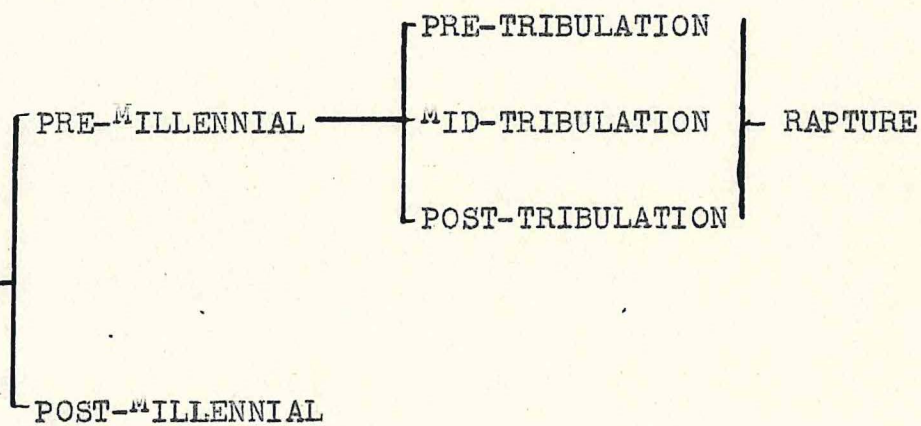 PRE-TRIBULATION
PRE-MILLENNIAL MID-TRIBULATION RAPTURE
POST-TRIBULATION
POST-MILLENNIAL